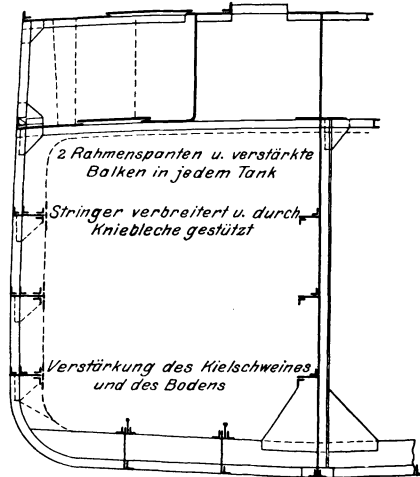 2 Rahmenspanten u. verstärkte
Balken in jedem Tank
Stringer verbreitert u. durch
Kniebleche gestützt
Verstärkung des Kielschweines
und des Bodens